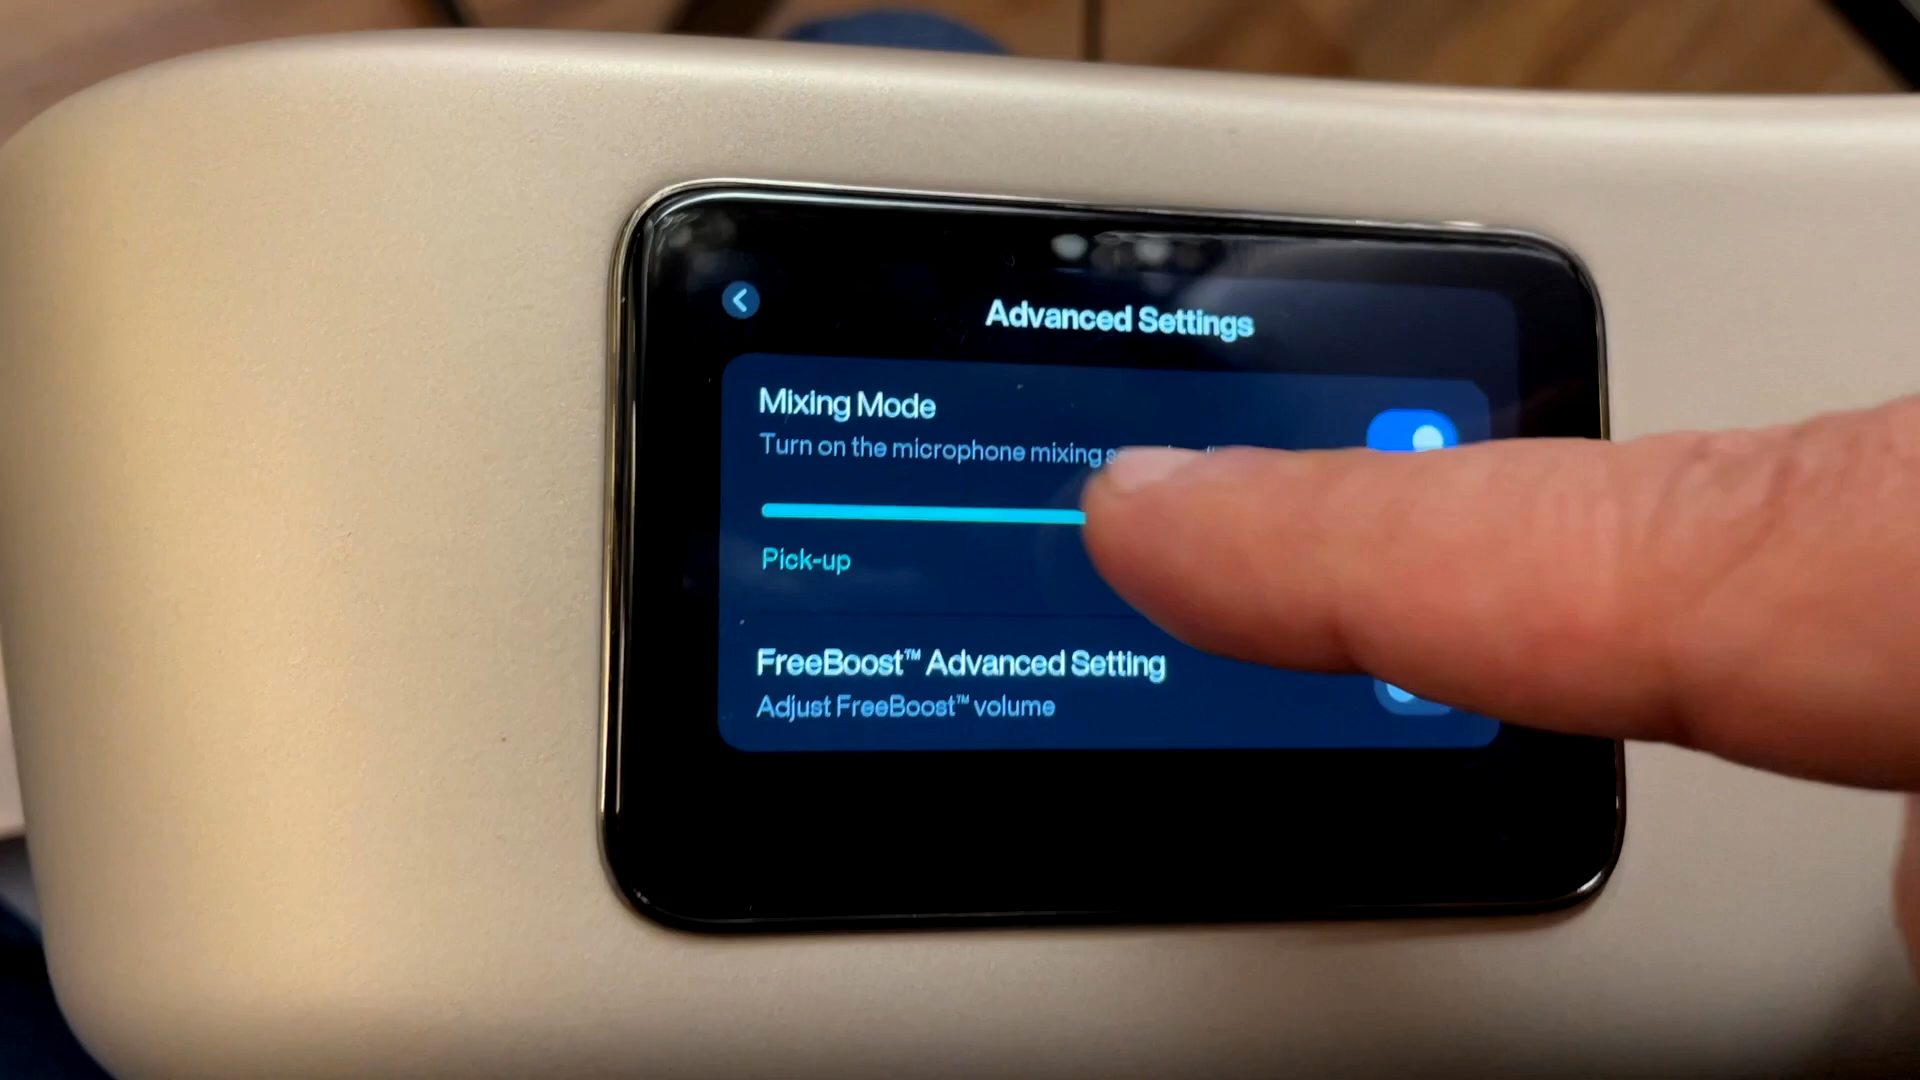 Advanced Settings
Mixing Mode
Turn on the microphone mixing
Pick-up
FreeBoost™ Advanced Setting
Adjust FreeBoost™ volume